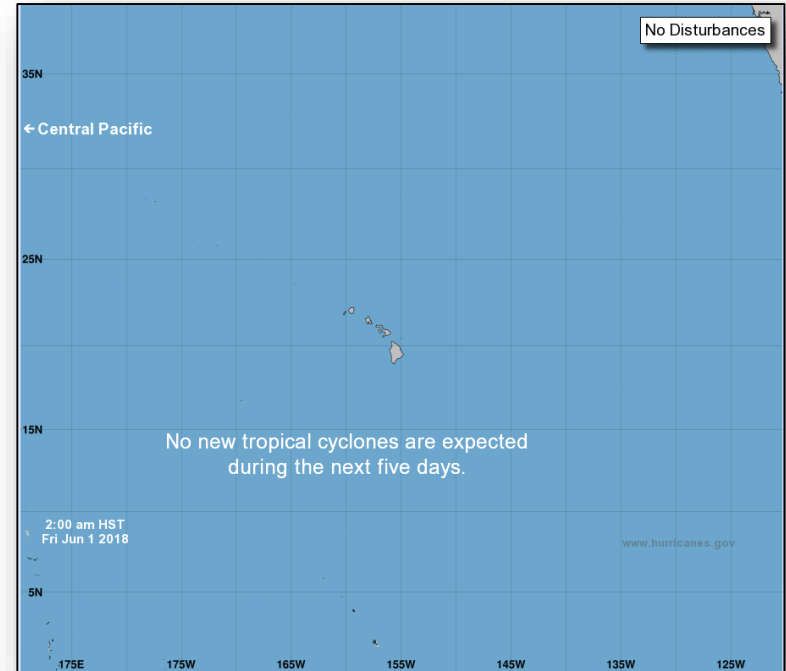 No Disturbances
35N
←Central Pacific
25N
15N
No new tropical cyclones are expected
during the next five days.
2:00 am HST
Fri Jun 1 2018
www.hurricanes.gov
5N
175E 175W 165W 155W 145W 135W 125W